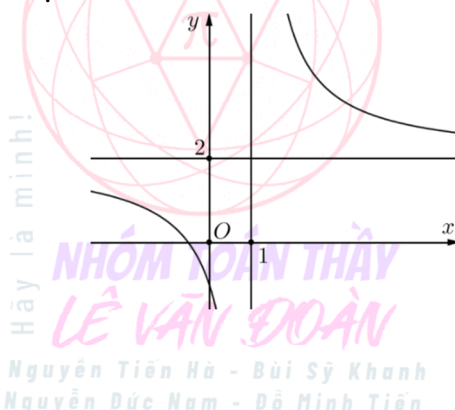 π
y
2
O
x
1
Hãy là mình!
NHÓM TOÁN THẦY
LÊ VĂN ĐOÀN
Nguyễn Tiến Hà - Bùi Sỹ Khanh
Nguyễn Đức Nam - Đỗ Minh Tiến